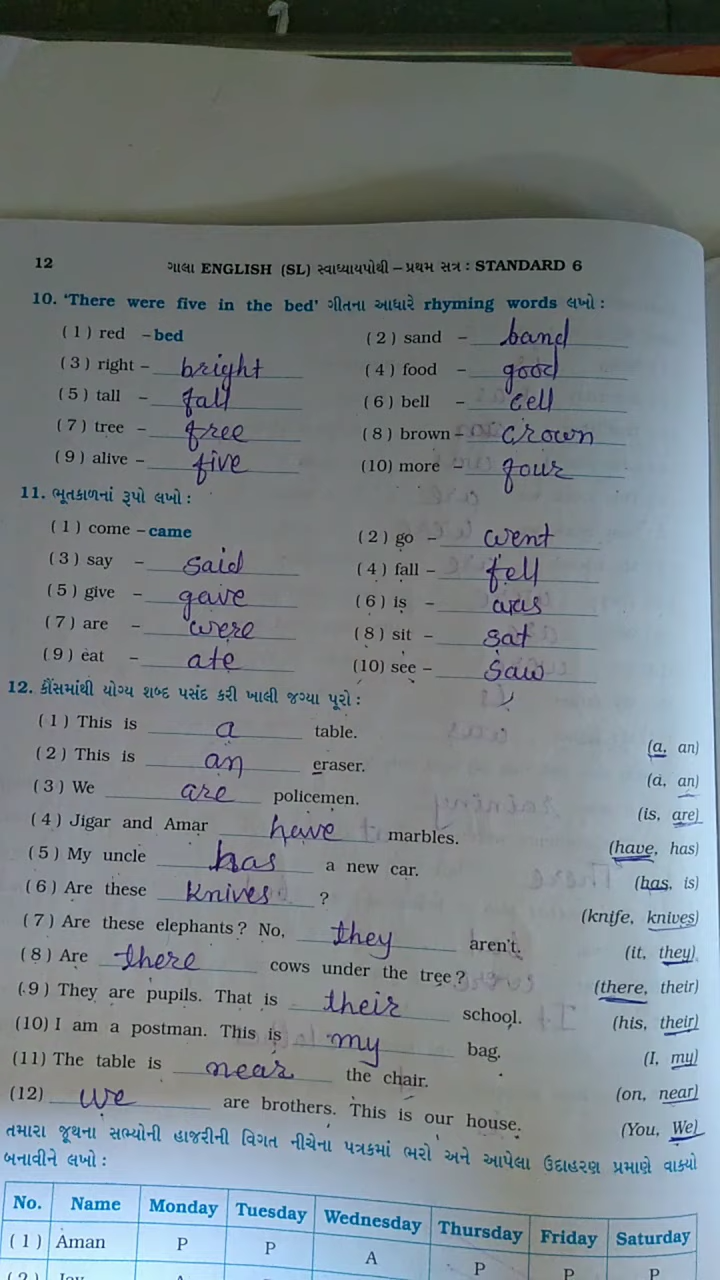 12 ગાલા ENGLISH (SL) સ્વાધ્યાયપોથી – પ્રથમ સત્ર : STANDARD 6
10. 'There were five in the bed' ગીતના આધારે rhyming words લખો :
(1) red – bed (2) sand – band
(3) right – bright (4) food – good
(5) tall – fall (6) bell – cell
(7) tree – free (8) brown – crown
(9) alive – five (10) more – four
11. ભૂતકાળનાં રૂપો લખો :
(1) come – came (2) go – went
(3) say – said (4) fall – fell
(5) give – gave (6) is – was
(7) are – were (8) sit – sat
(9) eat – ate (10) see – saw
12. કૌંસમાંથી યોગ્ય શબ્દ પસંદ કરી ખાલી જગ્યા પૂરો :
(1) This is a table. (a, an)
(2) This is an eraser. (a, an)
(3) We are policemen. (is, are)
(4) Jigar and Amar have marbles. (have, has)
(5) My uncle has a new car. (has, is)
(6) Are these knives ? (knife, knives)
(7) Are these elephants? No, they aren't. (it, they)
(8) Are there cows under the tree? (there, their)
(9) They are pupils. That is their school. (his, their)
(10) I am a postman. This is my bag. (I, my)
(11) The table is near the chair. (on, near)
(12) we are brothers. This is our house. (You, We)
તમારા જૂથના સભ્યોની હાજરીની વિગત નીચેના પત્રકમાં ભરો અને આપેલા ઉદાહરણ પ્રમાણે વાક્યો
બનાવીને લખો :
No. Name Monday Tuesday Wednesday Thursday Friday Saturday
(1) Aman P P A P P P